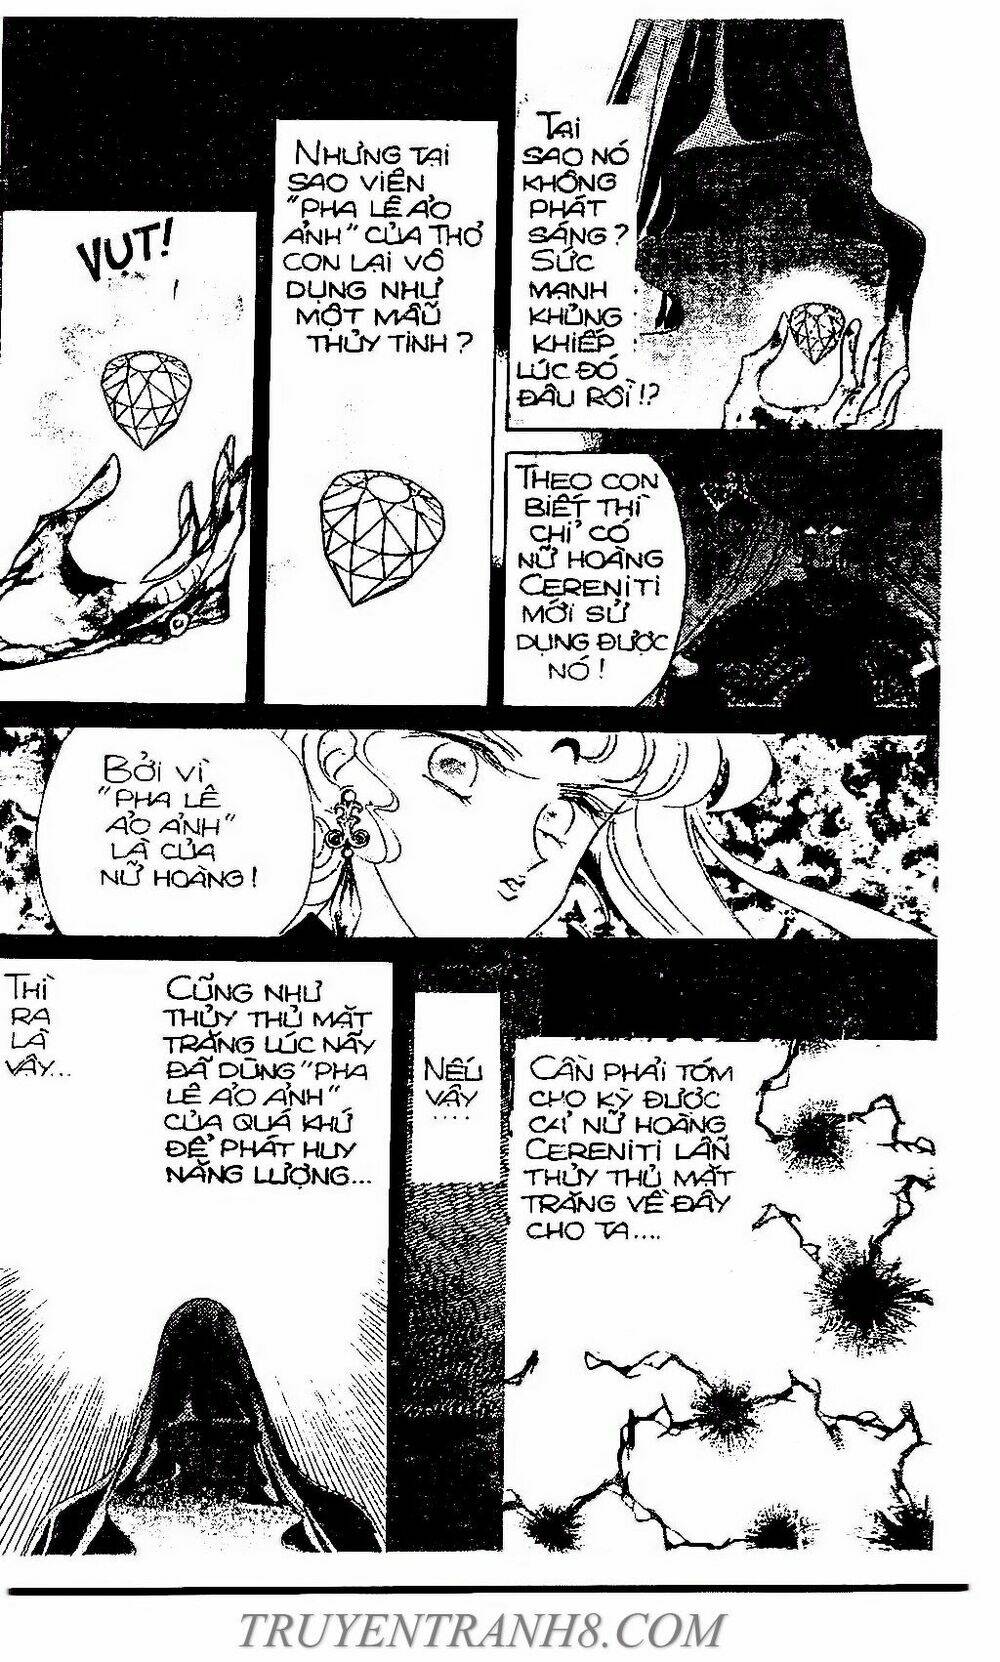 TẠI
SAO NÓ
KHÔNG
PHÁT
SÁNG?
SỨC
MẠNH
KHỦNG
KHIẾP
LÚC ĐÓ
ĐÂU RỒI!?
NHƯNG TẠI
SAO VIÊN
"PHA LÊ ẢO
ẢNH" CỦA THỎ
CON LẠI VÔ
DỤNG NHƯ
MỘT MẪU
THỦY TINH?
VỤT!
THEO CON
BIẾT THÌ
CHỈ CÓ
NỮ HOÀNG
CERENITI
MỚI SỬ
DỤNG ĐƯỢC
NÓ!
BỞI VÌ
"PHA LÊ
ẢO ẢNH"
LÀ CỦA
NỮ HOÀNG!
THÌ
RA
LÀ
VẬY...
CŨNG NHƯ
THỦY THỦ MẶT
TRĂNG LÚC NÃY
ĐÃ DÙNG "PHA
LÊ ẢO ẢNH"
CỦA QUÁ KHỨ
ĐỂ PHÁT HUY
NĂNG LƯỢNG...
NẾU
VẬY
....
CẦN PHẢI TÓM
CHO KỲ ĐƯỢC
CẢ NỮ HOÀNG
CERENITI LẪN
THỦY THỦ MẶT
TRĂNG VỀ ĐÂY
CHO TA....
TRUYENTRANH8.COM